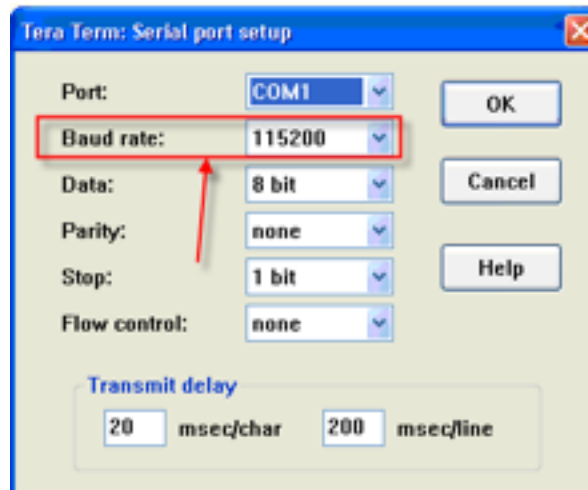 Tera Term: Serial port setup
Port: COM1 OK
Baud rate: 115200
Data: 8 bit Cancel
Parity: none
Stop: 1 bit Help
Flow control: none
Transmit delay
20 msec/char 200 msec/line